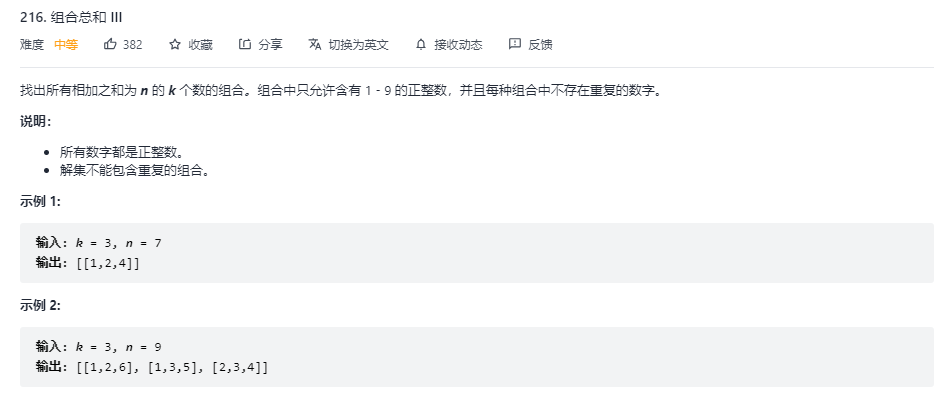 216. 组合总和 III
难度 中等 382 收藏 分享 切换为英文 接收动态 反馈
找出所有相加之和为 n 的 k 个数的组合。组合中只允许含有 1 - 9 的正整数，并且每种组合中不存在重复的数字。
说明：
所有数字都是正整数。
解集不能包含重复的组合。
示例 1:
输入: k = 3, n = 7
输出: [[1,2,4]]
示例 2:
输入: k = 3, n = 9
输出: [[1,2,6], [1,3,5], [2,3,4]]